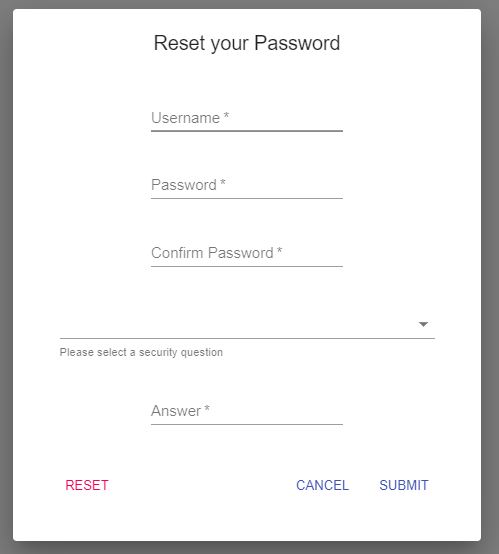 Reset your Password
Username *
Password *
Confirm Password *
Please select a security question
Answer *
RESET CANCEL SUBMIT